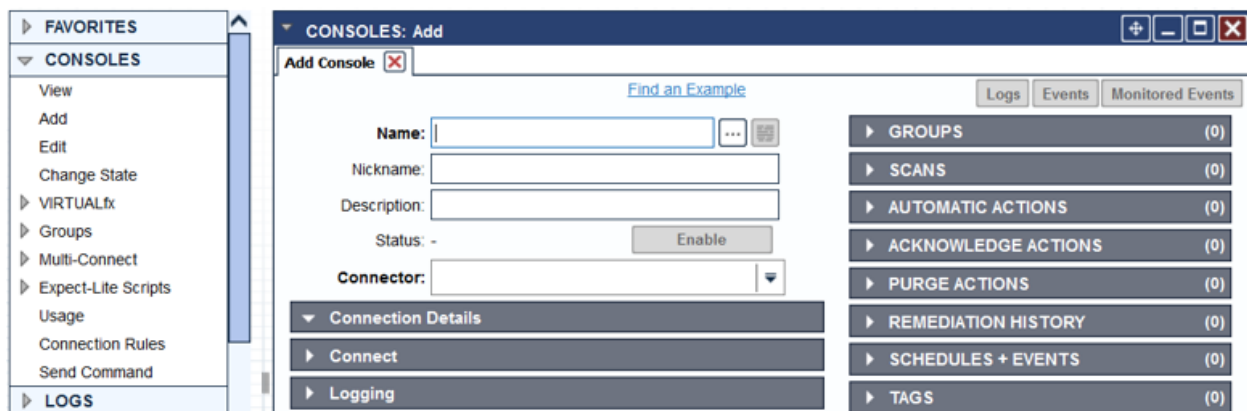 FAVORITES
CONSOLES
View
Add
Edit
Change State
VIRTUALfx
Groups
Multi-Connect
Expect-Lite Scripts
Usage
Connection Rules
Send Command
LOGS
CONSOLES: Add
Add Console
Find an Example
Name:
...
Nickname:
Description:
Status: -
Enable
Connector:
Connection Details
Connect
Logging
Logs Events Monitored Events
GROUPS (0)
SCANS (0)
AUTOMATIC ACTIONS (0)
ACKNOWLEDGE ACTIONS (0)
PURGE ACTIONS (0)
REMEDIATION HISTORY (0)
SCHEDULES + EVENTS (0)
TAGS (0)